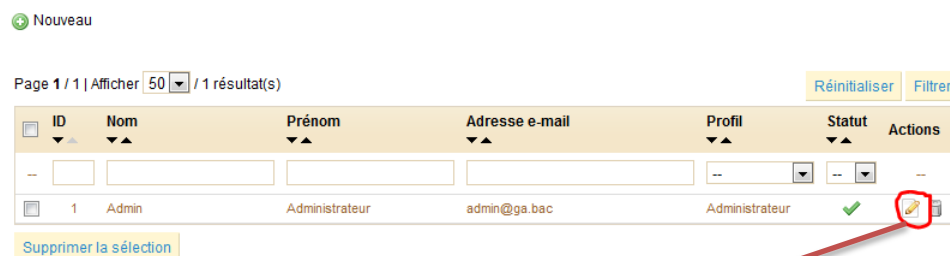 Nouveau
Page 1 / 1 | Afficher 50 / 1 résultat(s)
Réinitialiser Filtrer
ID Nom Prénom Adresse e-mail Profil Statut Actions
-- -- -- --
1 Admin Administrateur admin@ga.bac Administrateur
Supprimer la sélection